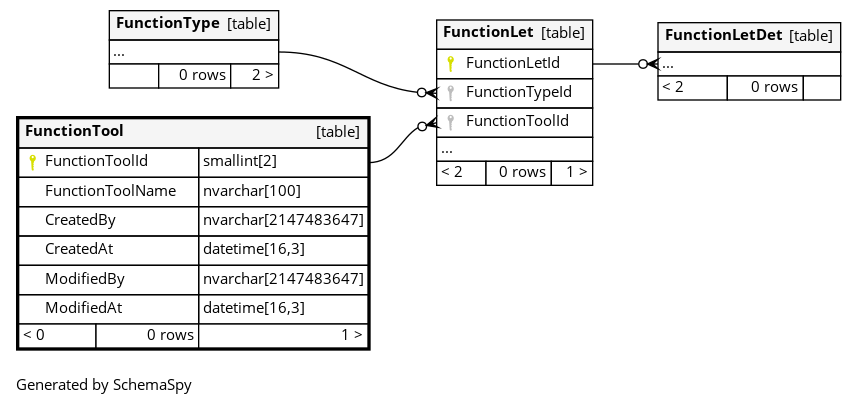 FunctionType [table]
...
0 rows 2 >
FunctionTool [table]
FunctionToolId smallint[2]
FunctionToolName nvarchar[100]
CreatedBy nvarchar[2147483647]
CreatedAt datetime[16,3]
ModifiedBy nvarchar[2147483647]
ModifiedAt datetime[16,3]
< 0 0 rows 1 >
FunctionLet [table]
FunctionLetId
FunctionTypeId
FunctionToolId
...
< 2 0 rows 1 >
FunctionLetDet [table]
...
< 2 0 rows
Generated by SchemaSpy